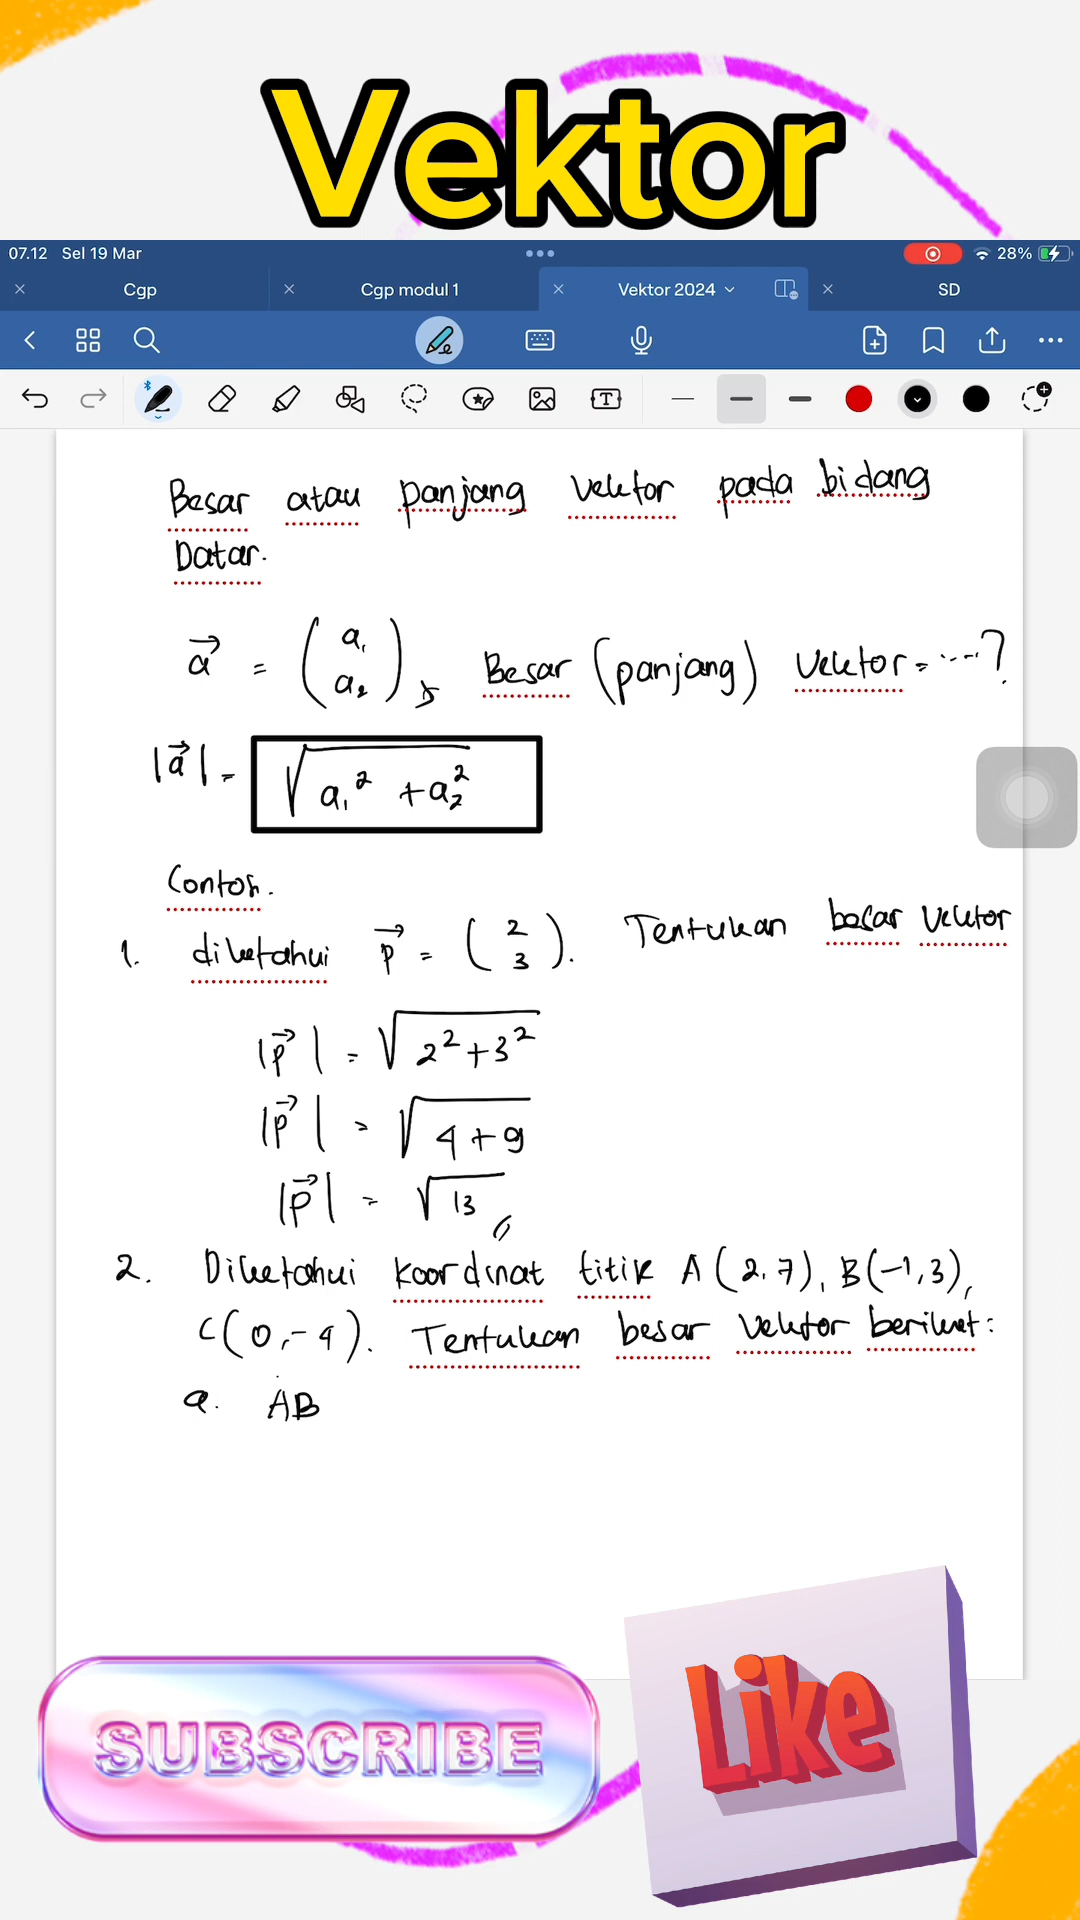 Vektor
07.12 Sel 19 Mar
28%
Cgp
Cgp modul 1
Vektor 2024
SD
Besar atau panjang vektor pada bidang
Datar.
a⃗ = (a₁ a₂), Besar (panjang) vektor = ....?
|a⃗| = √a₁² + a₂²
Contoh.
1. diketahui p⃗ = (2 3). Tentukan besar vektor
|p⃗| = √2² + 3²
|p⃗| = √4 + 9
|p⃗| = √13 //
2. Diketahui koordinat titik A(2,7), B(-1,3),
C(0,-4). Tentukan besar vektor berikut:
a. AB
SUBSCRIBE
Like